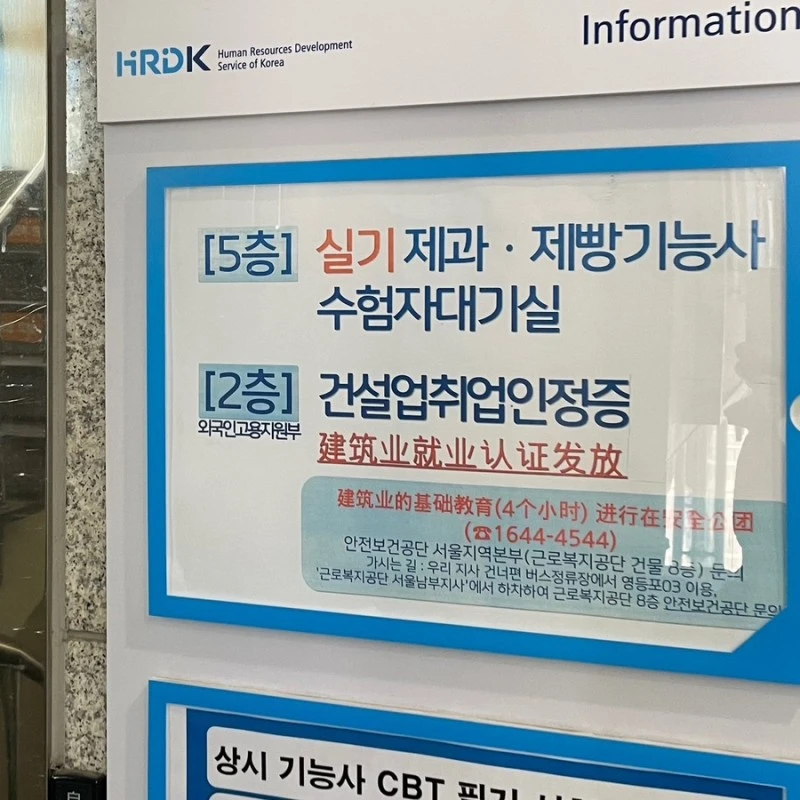 HRDK Human Resources Development
Service of Korea
Information
[5층] 실기 제과 · 제빵기능사
수험자대기실
[2층] 건설업취업인정증
외국인고용지원부
建筑业就业认证发放
建筑业的基础教育(4个小时) 进行在安全公团
(☎1644-4544)
안전보건공단 서울지역본부(근로복지공단 건물 8층) 문의
가시는 길 : 우리 지사 건너편 버스정류장에서 영등포03 이용,
'근로복지공단 서울남부지사'에서 하차하여 근로복지공단 8층 안전보건공단 문의
상시 기능사 CBT 필기